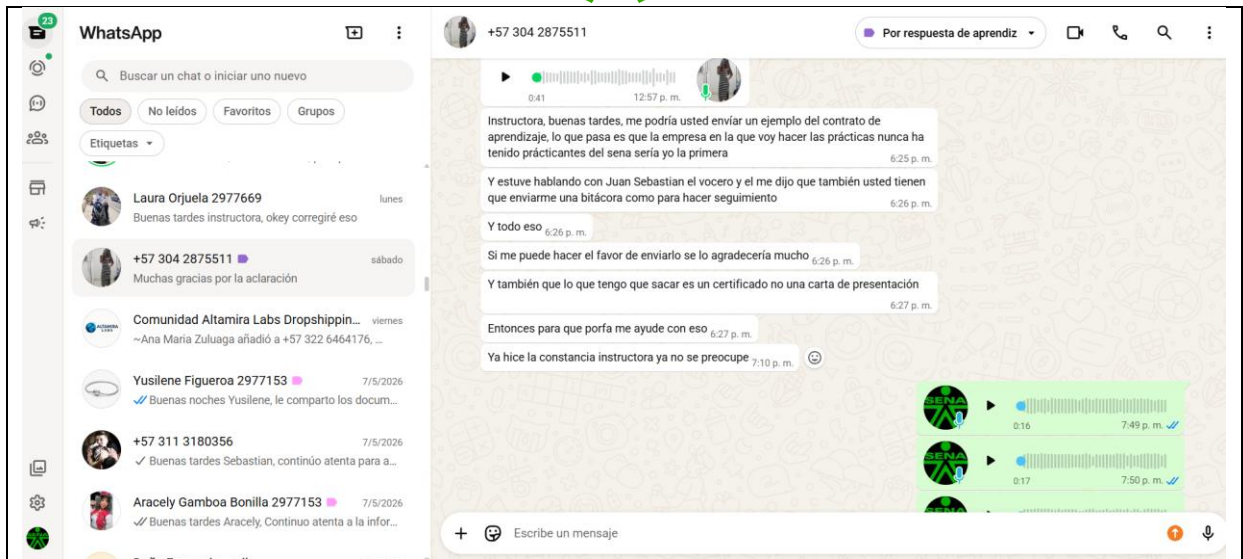 23
WhatsApp
Buscar un chat o iniciar uno nuevo
Todos
No leídos
Favoritos
Grupos
Etiquetas
Laura Orjuela 2977669
lunes
Buenas tardes instructora, okey corregiré eso
+57 304 2875511
sábado
Muchas gracias por la aclaración
Comunidad Altamira Labs Dropshippin...
viernes
~Ana Maria Zuluaga añadió a +57 322 6464176, ...
Yusilene Figueroa 2977153
7/5/2026
Buenas noches Yusilene, le comparto los docum...
+57 311 3180356
7/5/2026
Buenas tardes Sebastian, continúo atenta para a...
Aracely Gamboa Bonilla 2977153
7/5/2026
Buenas tardes Aracely, Continuo atenta a la infor...
+57 304 2875511
Por respuesta de aprendiz
0:41
12:57 p. m.
Instructora, buenas tardes, me podría usted envíar un ejemplo del contrato de
aprendizaje, lo que pasa es que la empresa en la que voy hacer las prácticas nunca ha
tenido prácticantes del sena sería yo la primera
6:25 p. m.
Y estuve hablando con Juan Sebastian el vocero y el me dijo que también usted tienen
que enviarme una bitácora como para hacer seguimiento
6:26 p. m.
Y todo eso
6:26 p. m.
Si me puede hacer el favor de enviarlo se lo agradecería mucho
6:26 p. m.
Y también que lo que tengo que sacar es un certificado no una carta de presentación
6:27 p. m.
Entonces para que porfa me ayude con eso
6:27 p. m.
Ya hice la constancia instructora ya no se preocupe
7:10 p. m.
SENA
0:16
7:49 p. m.
SENA
0:17
7:50 p. m.
SENA
Escribe un mensaje